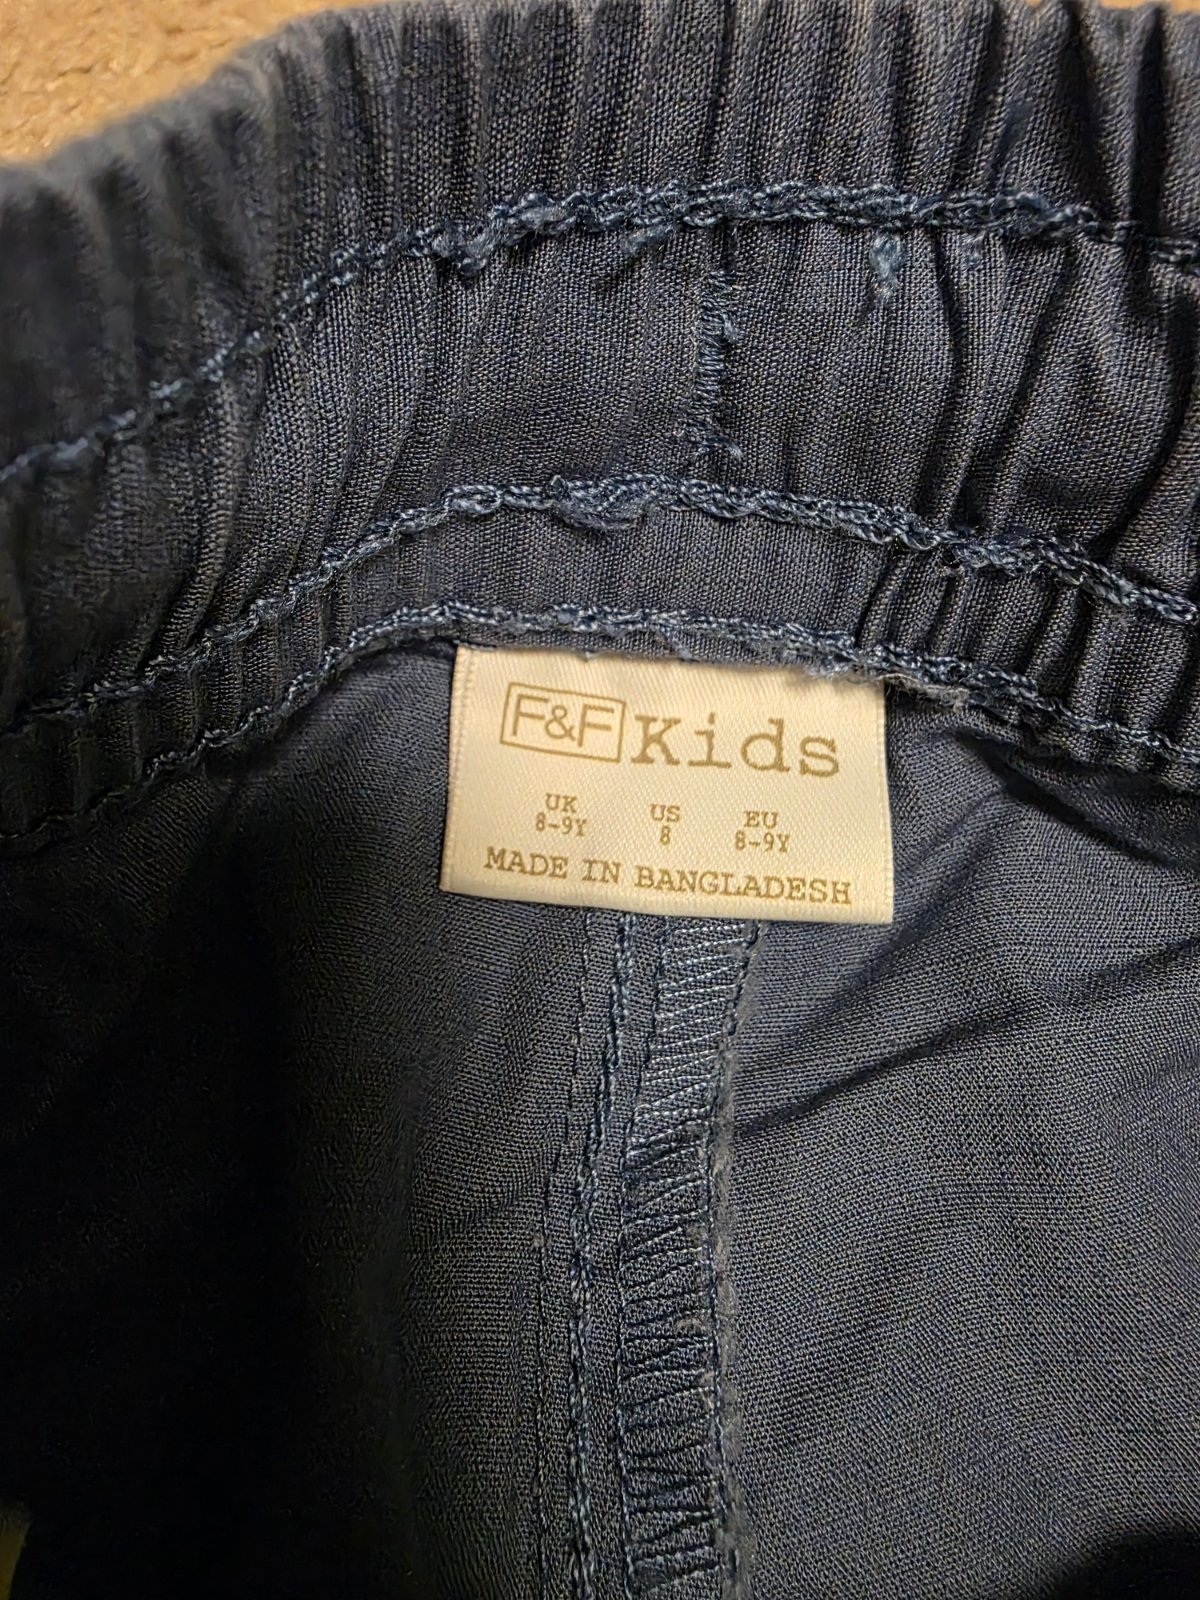 F&F Kids
UK US EU
8-9Y 8 8-9Y
MADE IN BANGLADESH